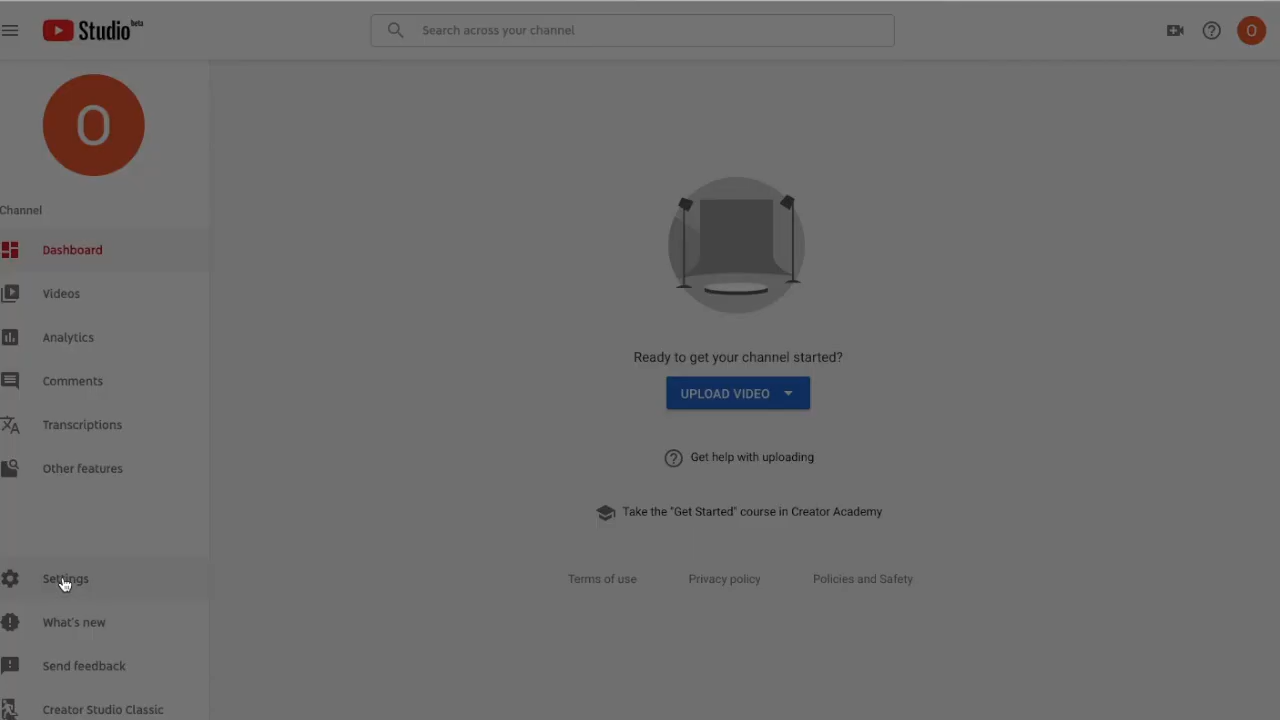 Studio beta
Search across your channel
O
O
Channel
Dashboard
Videos
Analytics
Comments
Transcriptions
Other features
Settings
What's new
Send feedback
Creator Studio Classic
Ready to get your channel started?
UPLOAD VIDEO
Get help with uploading
Take the "Get Started" course in Creator Academy
Terms of use Privacy policy Policies and Safety